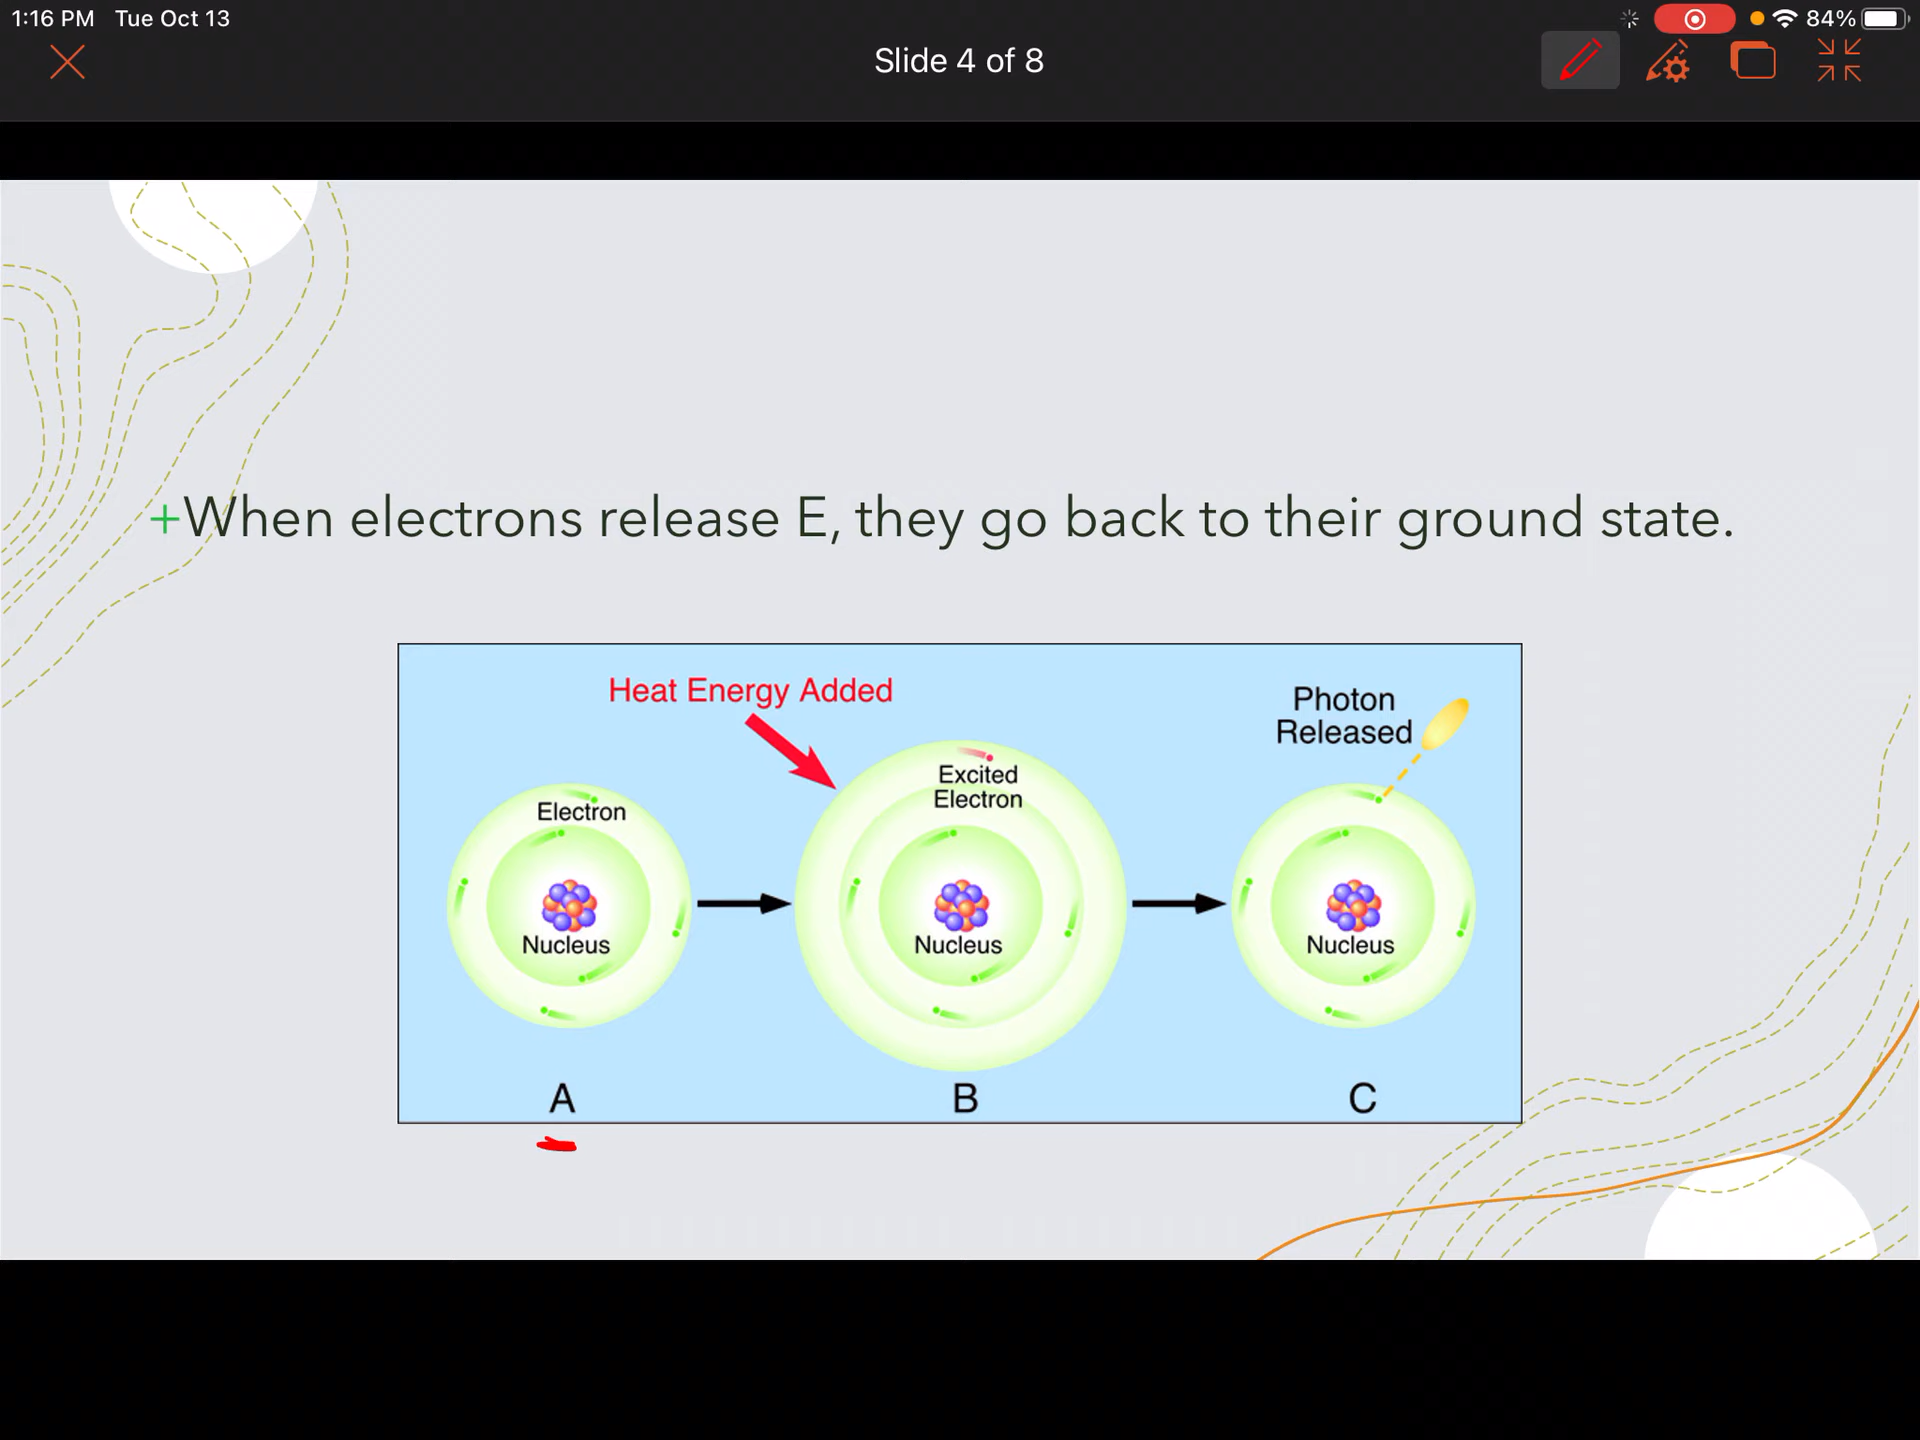 1:16 PM Tue Oct 13
84%
Slide 4 of 8
+When electrons release E, they go back to their ground state.
Heat Energy Added
Photon
Released
Excited
Electron
Electron
Nucleus
Nucleus
Nucleus
A
B
C